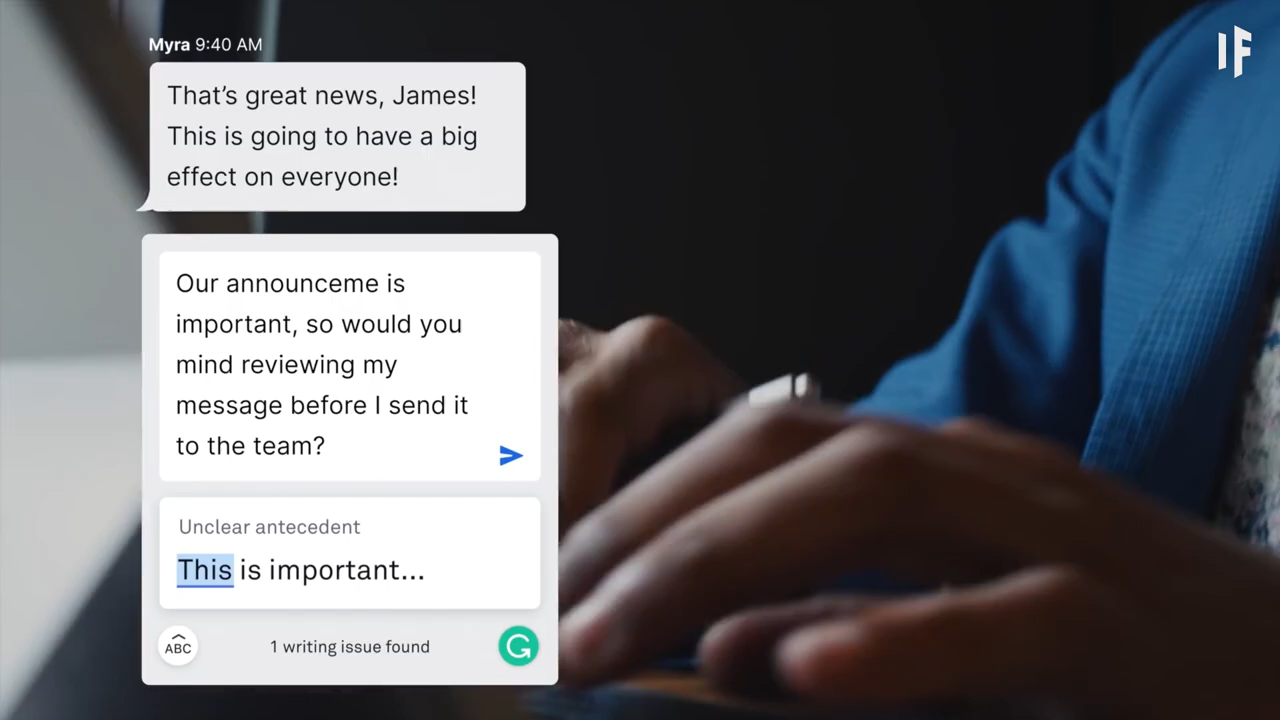 Myra 9:40 AM
That's great news, James!
This is going to have a big
effect on everyone!
Our announceme is
important, so would you
mind reviewing my
message before I send it
to the team?
Unclear antecedent
This is important...
ABC
1 writing issue found
G
IF